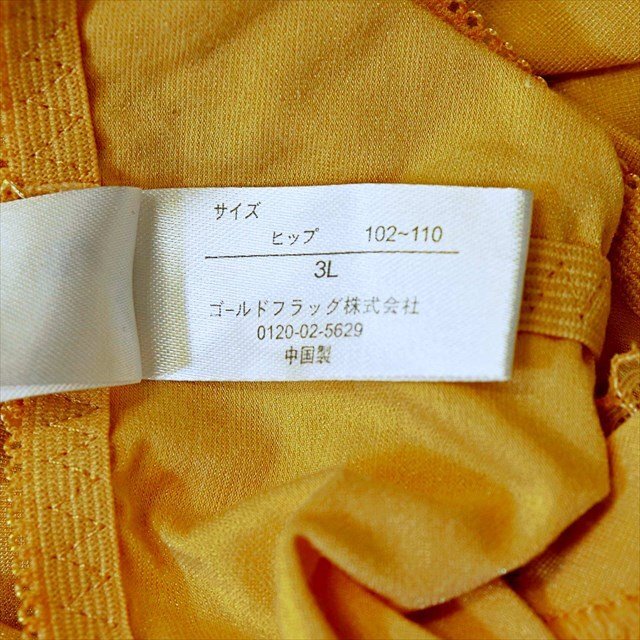 サイズ
ヒップ 102~110
3L
ゴールドフラッグ株式会社
0120-02-5629
中国製